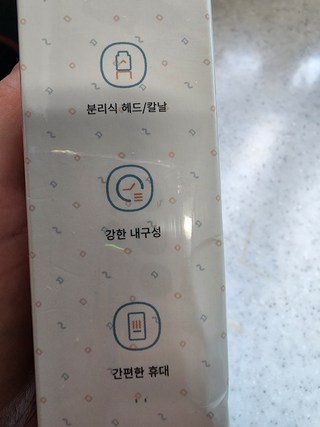 분리식 헤드/칼날
강한 내구성
간편한 휴대